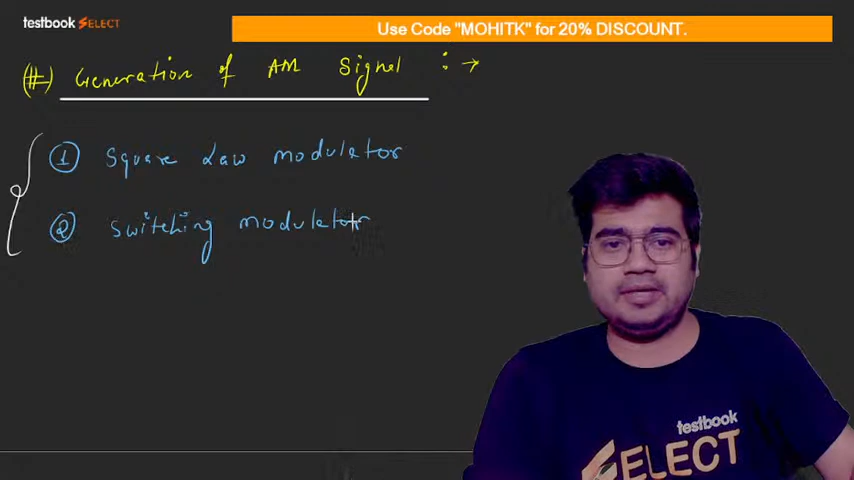 testbook SELECT
Use Code "MOHITK" for 20% DISCOUNT.
(#) Generation of AM Signal :→
① Square Law modulator
② Switching modulator
testbook
SELECT